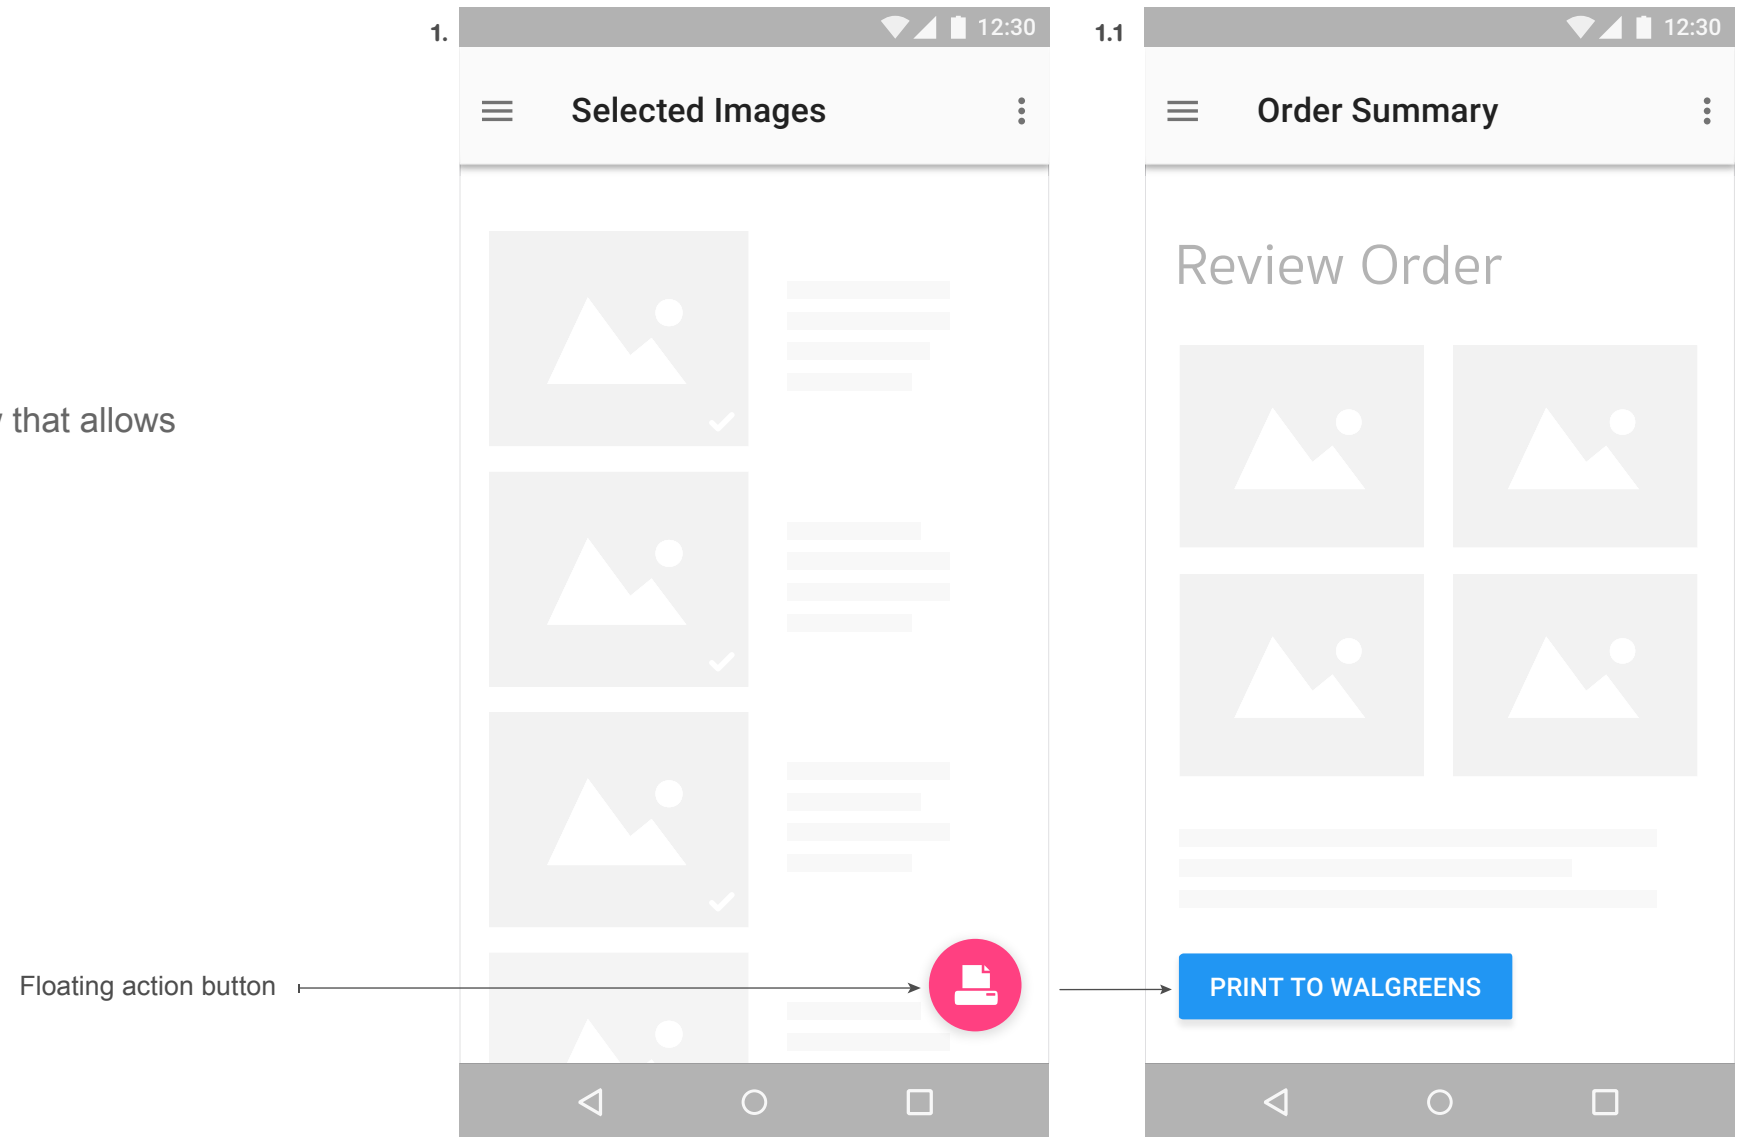 1.
12:30
Selected Images
that allows
Floating action button
1.1
12:30
Order Summary
Review Order
PRINT TO WALGREENS